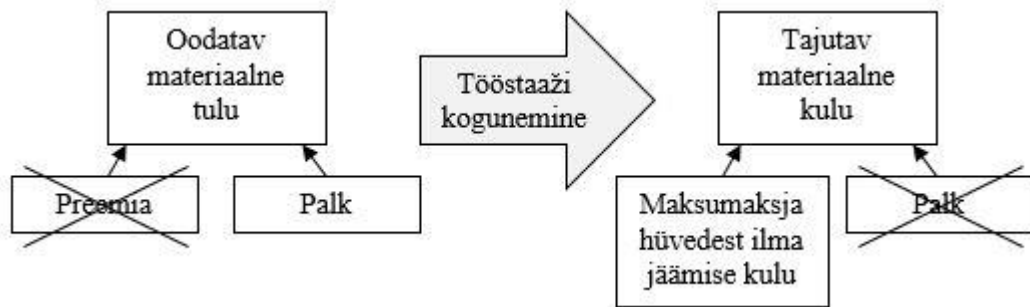 Oodatav
materiaalne
tulu
Preemia
Palk
Tööstaaži
kogunemine
Tajutav
materiaalne
kulu
Maksumaksja
hüvedest ilma
jäämise kulu
Palk